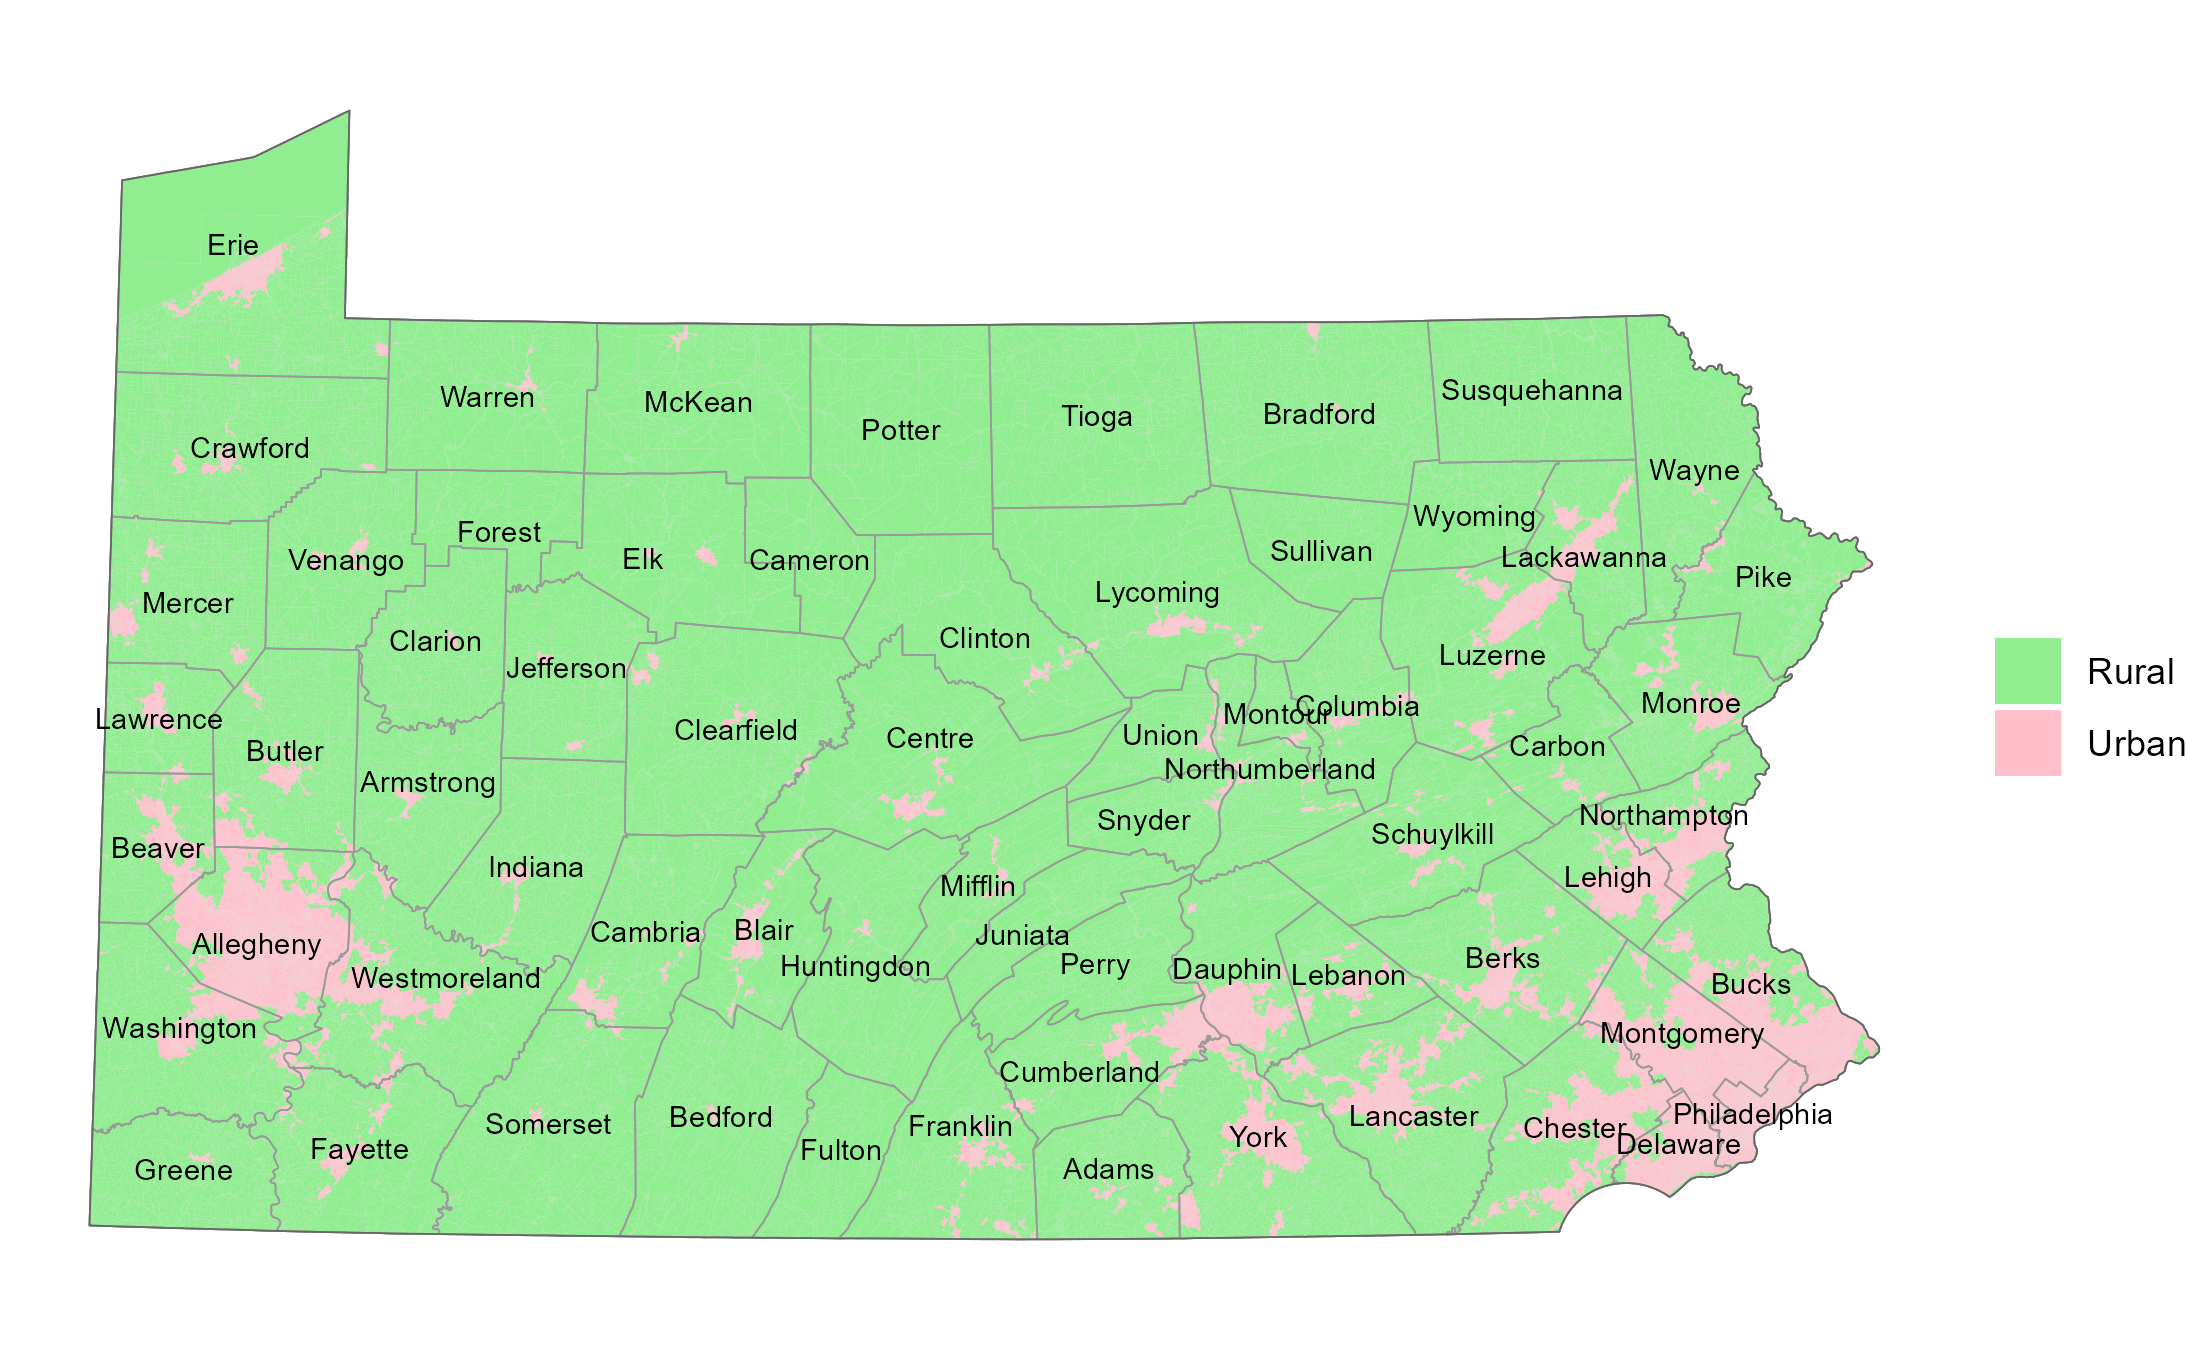 Erie
Warren
McKean
Susquehanna
Potter
Tioga
Bradford
Crawford
Wayne
Forest
Wyoming
Venango
Elk
Cameron
Sullivan
Lackawanna
Pike
Mercer
Lycoming
Clarion
Clinton
Jefferson
Luzerne
Rural
Lawrence
Montour
Columbia
Monroe
Butler
Clearfield
Centre
Union
Carbon
Urban
Armstrong
Northumberland
Beaver
Snyder
Schuylkill
Northampton
Indiana
Mifflin
Lehigh
Allegheny
Cambria
Blair
Juniata
Westmoreland
Huntingdon
Perry
Dauphin
Lebanon
Berks
Bucks
Washington
Montgomery
Cumberland
Somerset
Bedford
Franklin
Lancaster
Chester
Philadelphia
Fayette
Fulton
York
Delaware
Greene
Adams